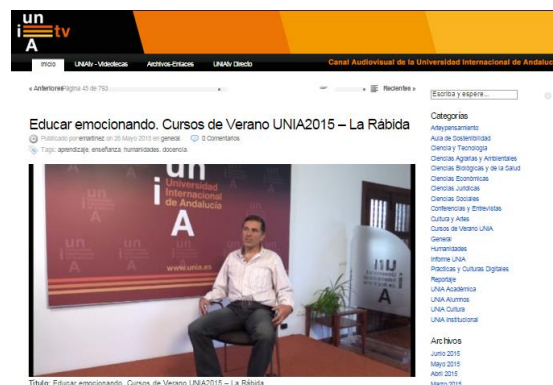 un
i tv
A
Inicio UNIAtv - Videotecas Archivos-Enlaces UNIAtv Directo
Canal Audiovisual de la Universidad Internacional de Andaluc
« Anteriores Página 45 de 753
Recientes »
Escriba y espere...
Educar emocionando. Cursos de Verano UNIA2015 – La Rábida
Publicado por emartinez on 26 Mayo 2015 en general 0 Comentarios
Tags: aprendizaje, enseñanza, humanidades, docencia
un
i
A
Universidad
Internacional
de Andalucía
www.unia.es
Título: Educar emocionando. Cursos de Verano UNIA2015 – La Rábida
Categorías
Artepensamiento
Aula de Sostenibilidad
Ciencia y Tecnología
Ciencias Agrarias y Ambientales
Ciencias Biológicas y de la Salud
Ciencias Económicas
Ciencias Jurídicas
Ciencias Sociales
Conferencias y Entrevistas
Cultura y Artes
Cursos de Verano UNIA
General
Humanidades
Informe UNIA
Prácticas y Culturas Digitales
Reportaje
UNIA Académica
UNIA Alumnos
UNIA Cultura
UNIA Institucional
Archivos
Junio 2015
Mayo 2015
Abril 2015
Marzo 2015